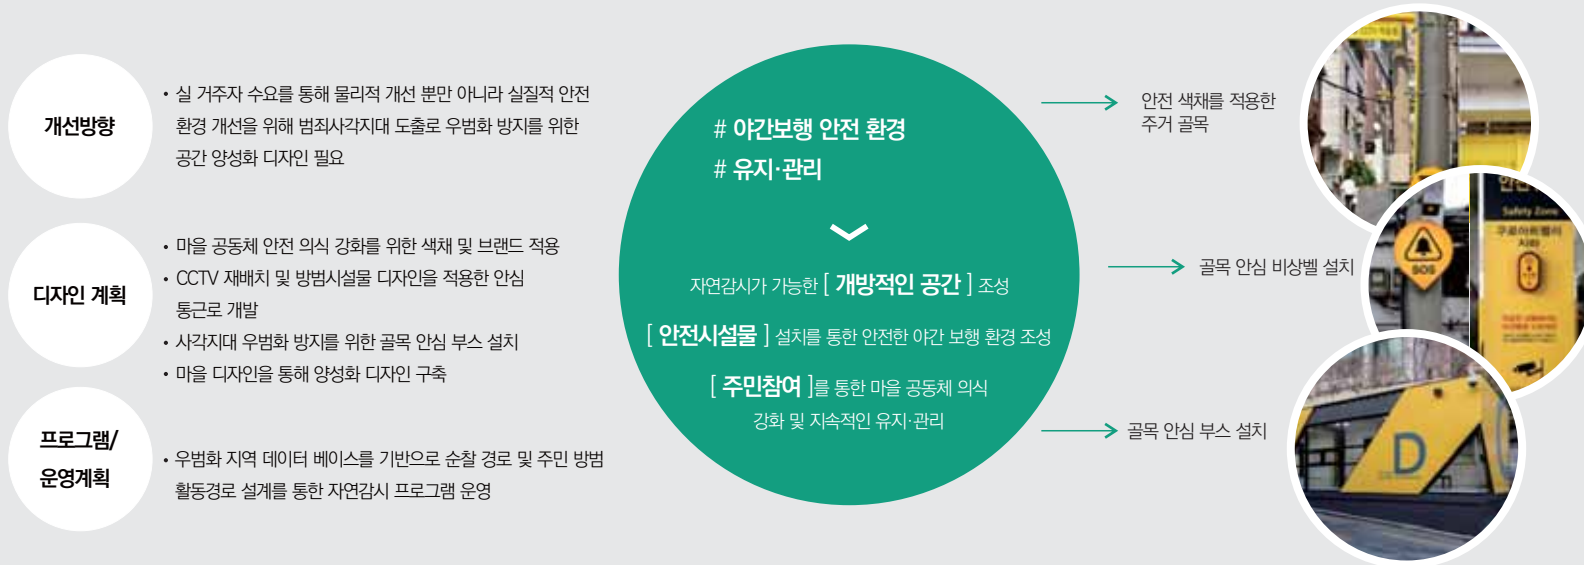 개선방향
• 실 거주자 수요를 통해 물리적 개선 뿐만 아니라 실질적 안전
환경 개선을 위해 범죄사각지대 도출로 우범화 방지를 위한
공간 양성화 디자인 필요
디자인 계획
• 마을 공동체 안전 의식 강화를 위한 색채 및 브랜드 적용
• CCTV 재배치 및 방범시설물 디자인을 적용한 안심
통근로 개발
• 사각지대 우범화 방지를 위한 골목 안심 부스 설치
• 마을 디자인을 통해 양성화 디자인 구축
프로그램/
운영계획
• 우범화 지역 데이터 베이스를 기반으로 순찰 경로 및 주민 방범
활동경로 설계를 통한 자연감시 프로그램 운영
# 야간보행 안전 환경
# 유지·관리
자연감시가 가능한 [ 개방적인 공간 ] 조성
[ 안전시설물 ] 설치를 통한 안전한 야간 보행 환경 조성
[ 주민참여 ]를 통한 마을 공동체 의식
강화 및 지속적인 유지·관리
안전 색채를 적용한
주거 골목
골목 안심 비상벨 설치
골목 안심 부스 설치
CCTV
SOS
Safety Zone
D